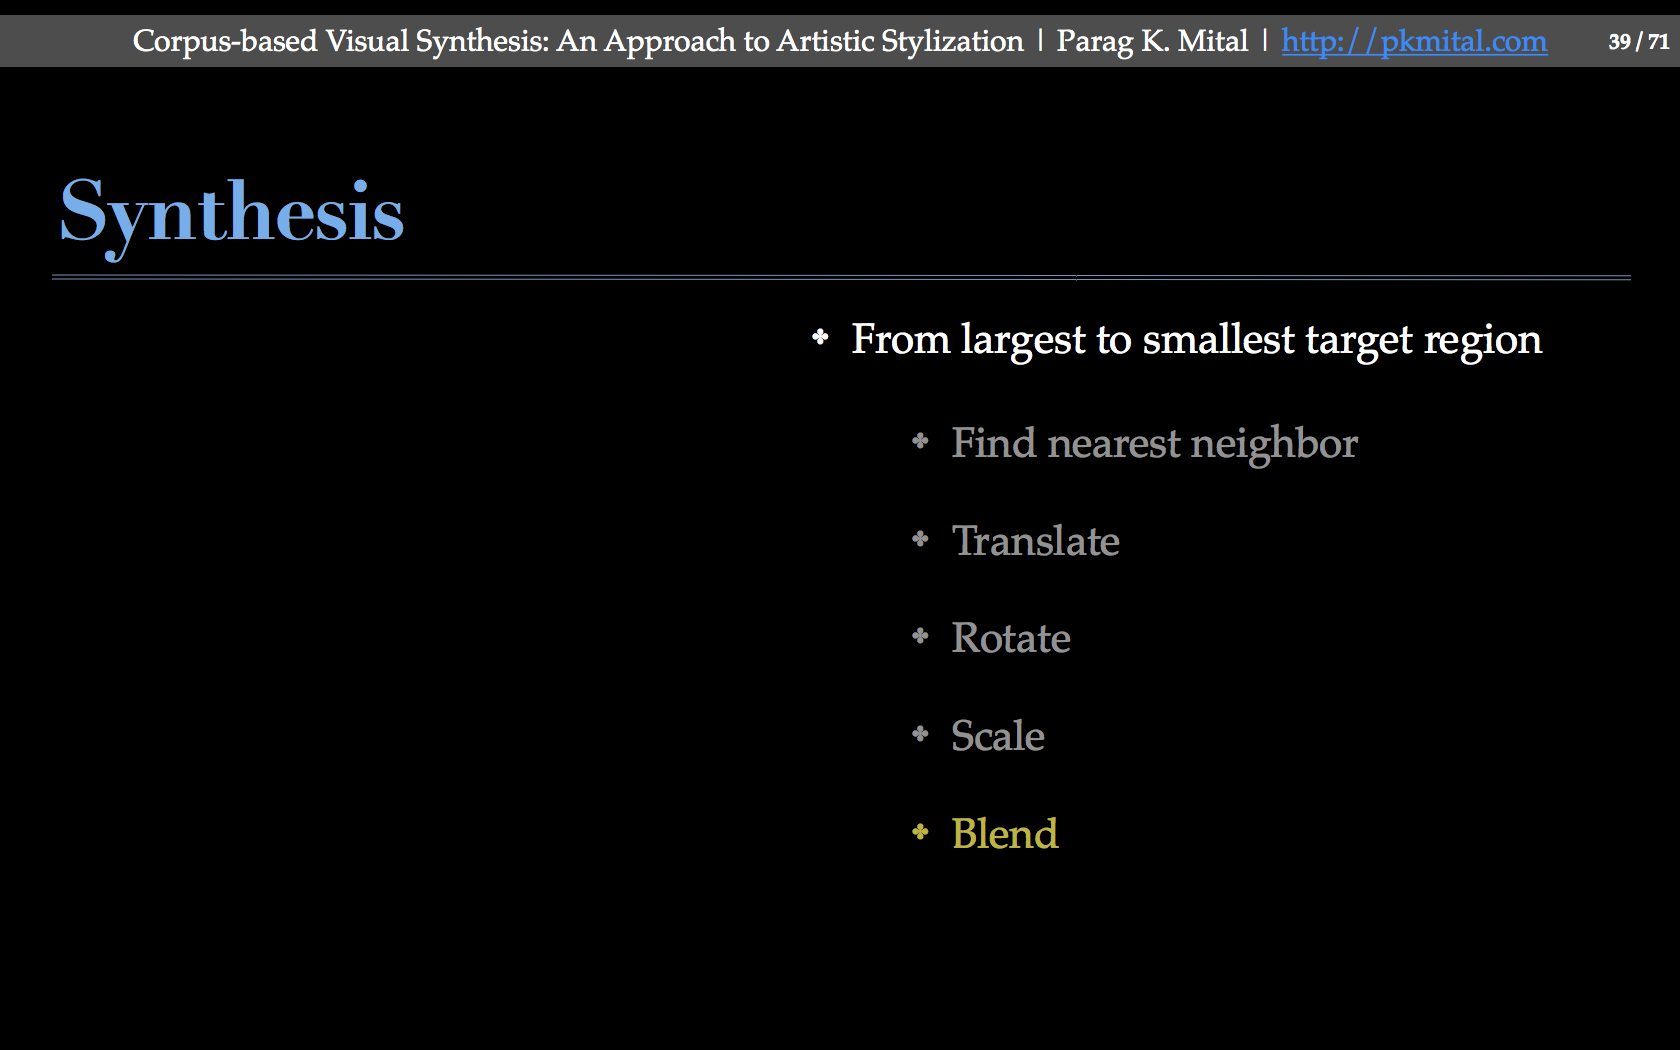 Corpus-based Visual Synthesis: An Approach to Artistic Stylization | Parag K. Mital | http://pkmital.com 39 / 71
Synthesis
✤ From largest to smallest target region
✤ Find nearest neighbor
✤ Translate
✤ Rotate
✤ Scale
✤ Blend